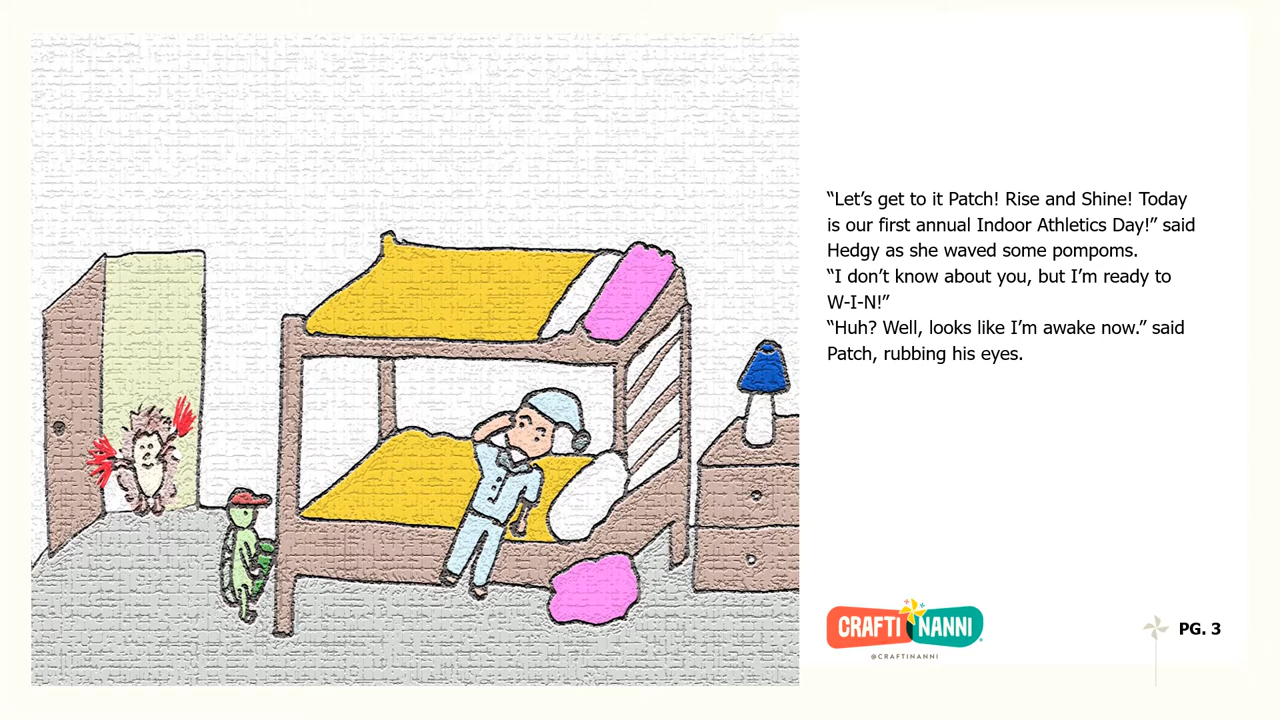 “Let’s get to it Patch! Rise and Shine! Today
is our first annual Indoor Athletics Day!” said
Hedgy as she waved some pompoms.
“I don’t know about you, but I’m ready to
W-I-N!”
“Huh? Well, looks like I’m awake now.” said
Patch, rubbing his eyes.
CRAFTI NANNI
@CRAFTINANNI
PG. 3